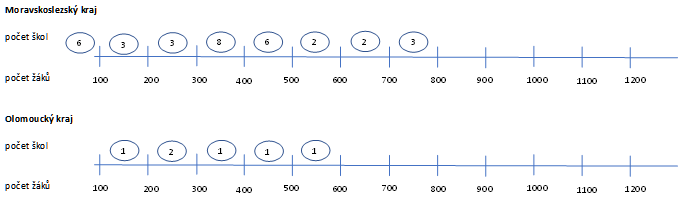 Moravskoslezský kraj
počet škol 6 3 3 8 6 2 2 3
počet žáků 100 200 300 400 500 600 700 800 900 1000 1100 1200
Olomoucký kraj
počet škol 1 2 1 1 1
počet žáků 100 200 300 400 500 600 700 800 900 1000 1100 1200